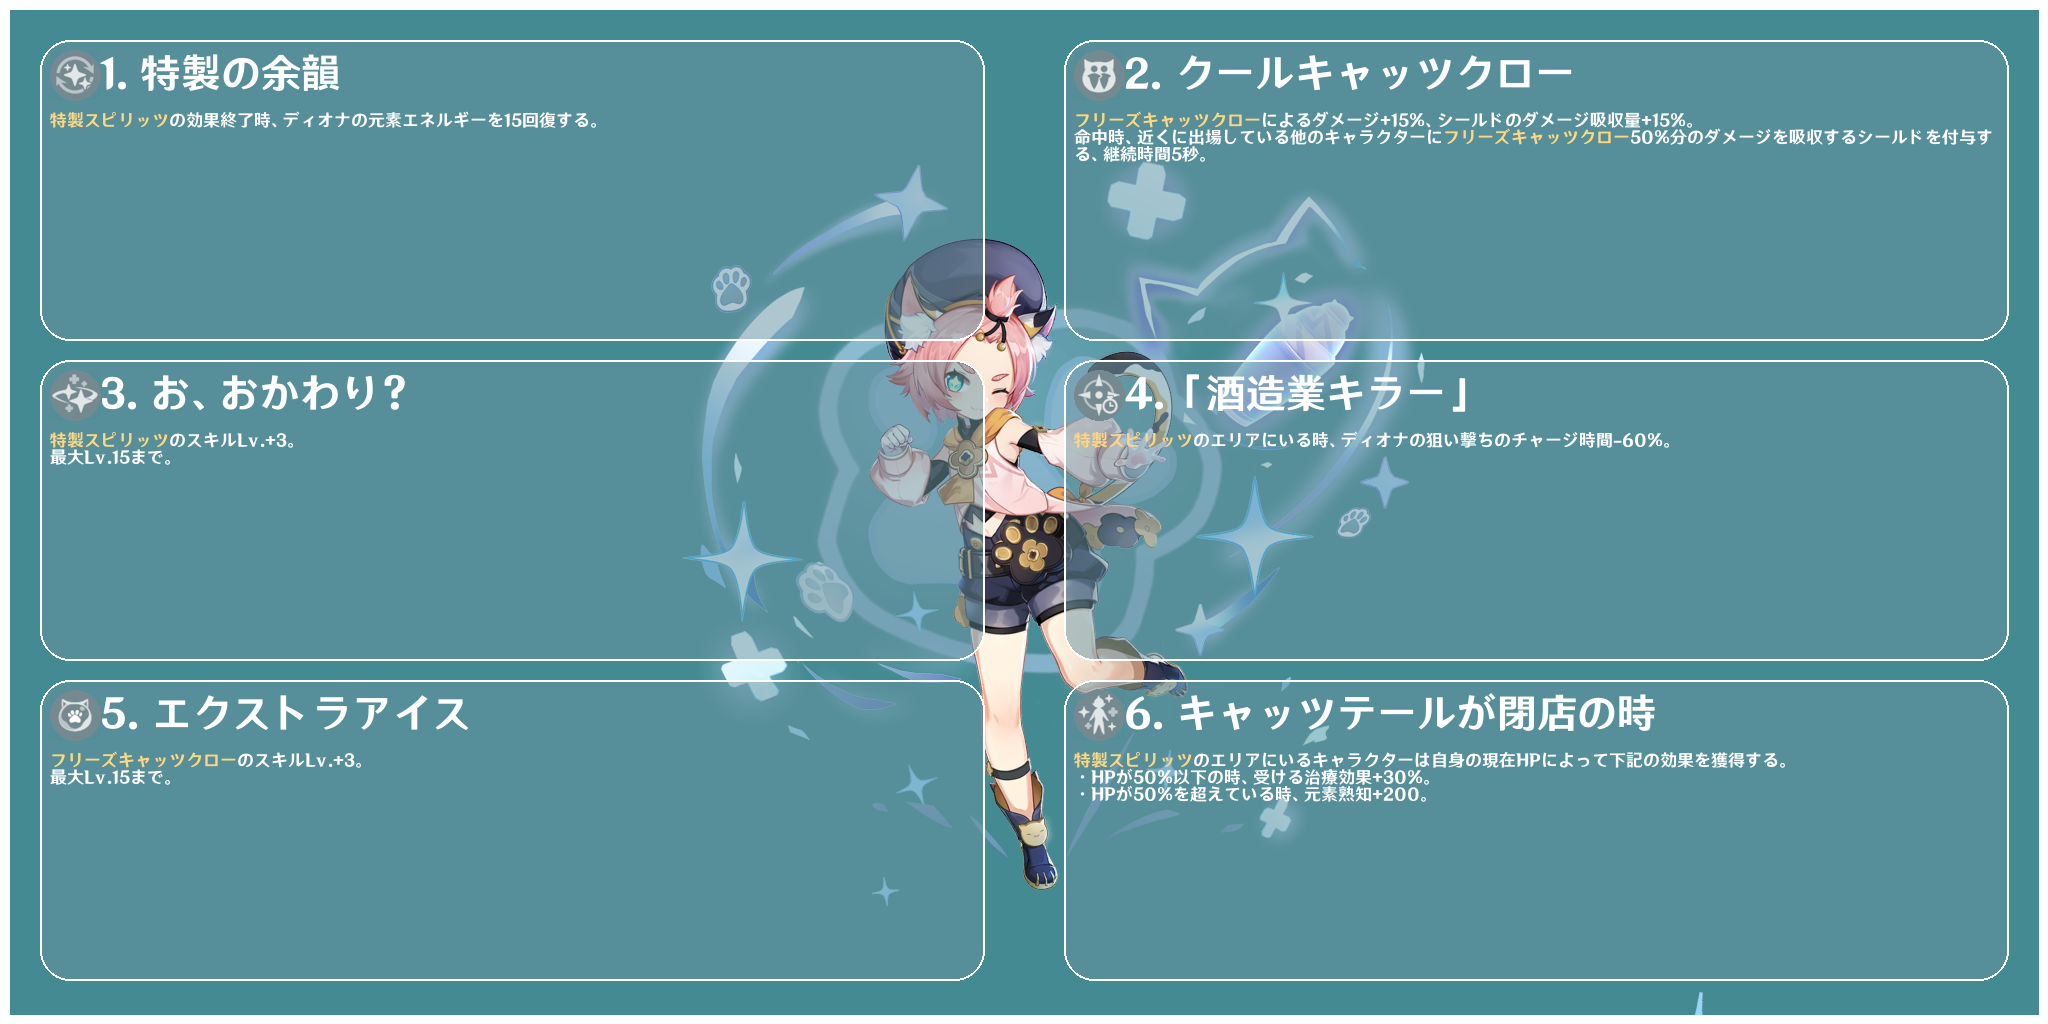 1. 特製の余韻
特製スピリッツの効果終了時、ディオナの元素エネルギーを15回復する。
2. クールキャッツクロー
フリーズキャッツクローによるダメージ+15%、シールドのダメージ吸収量+15%。
命中時、近くに出場している他のキャラクターにフリーズキャッツクロー50%分のダメージを吸収するシールドを付与す
る、継続時間5秒。
3. お、おかわり?
特製スピリッツのスキルLv.+3。
最大Lv.15まで。
4. 「酒造業キラー」
特製スピリッツのエリアにいる時、ディオナの狙い撃ちのチャージ時間-60%。
5. エクストラアイス
フリーズキャッツクローのスキルLv.+3。
最大Lv.15まで。
6. キャッツテールが閉店の時
特製スピリッツのエリアにいるキャラクターは自身の現在HPによって下記の効果を獲得する。
・HPが50%以下の時、受ける治療効果+30%。
・HPが50%を超えている時、元素熟知+200。